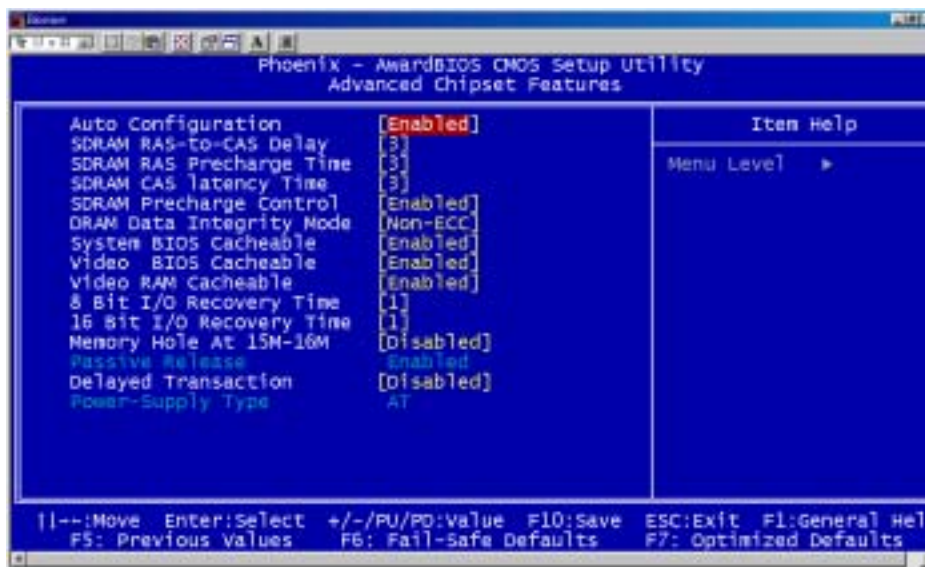 Phoenix - AwardBIOS CMOS Setup Utility
Advanced Chipset Features
Auto Configuration [Enabled]
SDRAM RAS-to-CAS Delay [3]
SDRAM RAS Precharge Time [3]
SDRAM CAS latency Time [3]
SDRAM Precharge Control [Enabled]
DRAM Data Integrity Mode [Non-ECC]
System BIOS Cacheable [Enabled]
Video BIOS Cacheable [Enabled]
Video RAM Cacheable [Enabled]
8 Bit I/O Recovery Time [1]
16 Bit I/O Recovery Time [1]
Memory Hole At 15M-16M [Disabled]
Passive Release Enabled
Delayed Transaction [Disabled]
Power-Supply Type AT
Item Help
Menu Level ►
↑↓→←:Move Enter:Select +/-/PU/PD:Value F10:Save ESC:Exit F1:General Hel
F5: Previous Values F6: Fail-Safe Defaults F7: Optimized Defaults